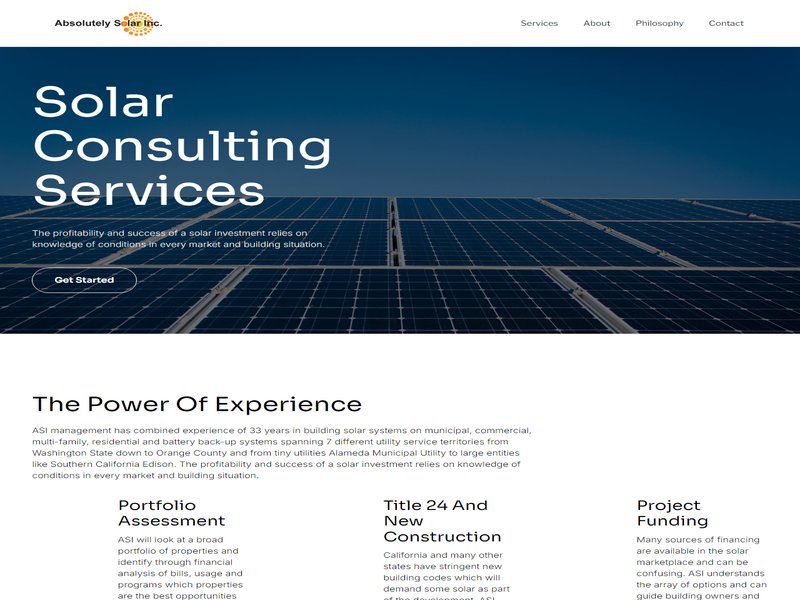 Absolutely Solar Inc.
Services About Philosophy Contact
Solar
Consulting
Services
The profitability and success of a solar investment relies on
knowledge of conditions in every market and building situation.
Get Started
The Power Of Experience
ASI management has combined experience of 33 years in building solar systems on municipal, commercial,
multi-family, residential and battery back-up systems spanning 7 different utility service territories from
Washington State down to Orange County and from tiny utilities Alameda Municipal Utility to large entities
like Southern California Edison. The profitability and success of a solar investment relies on knowledge of
conditions in every market and building situation.
Portfolio
Assessment
ASI will look at a broad
portfolio of properties and
identify through financial
analysis of bills, usage and
programs which properties
are the best opportunities
Title 24 And
New
Construction
California and many other
states have stringent new
building codes which will
demand some solar as part
of the development. ASI
Project
Funding
Many sources of financing
are available in the solar
marketplace and can be
confusing. ASI understands
the array of options and can
guide building owners and